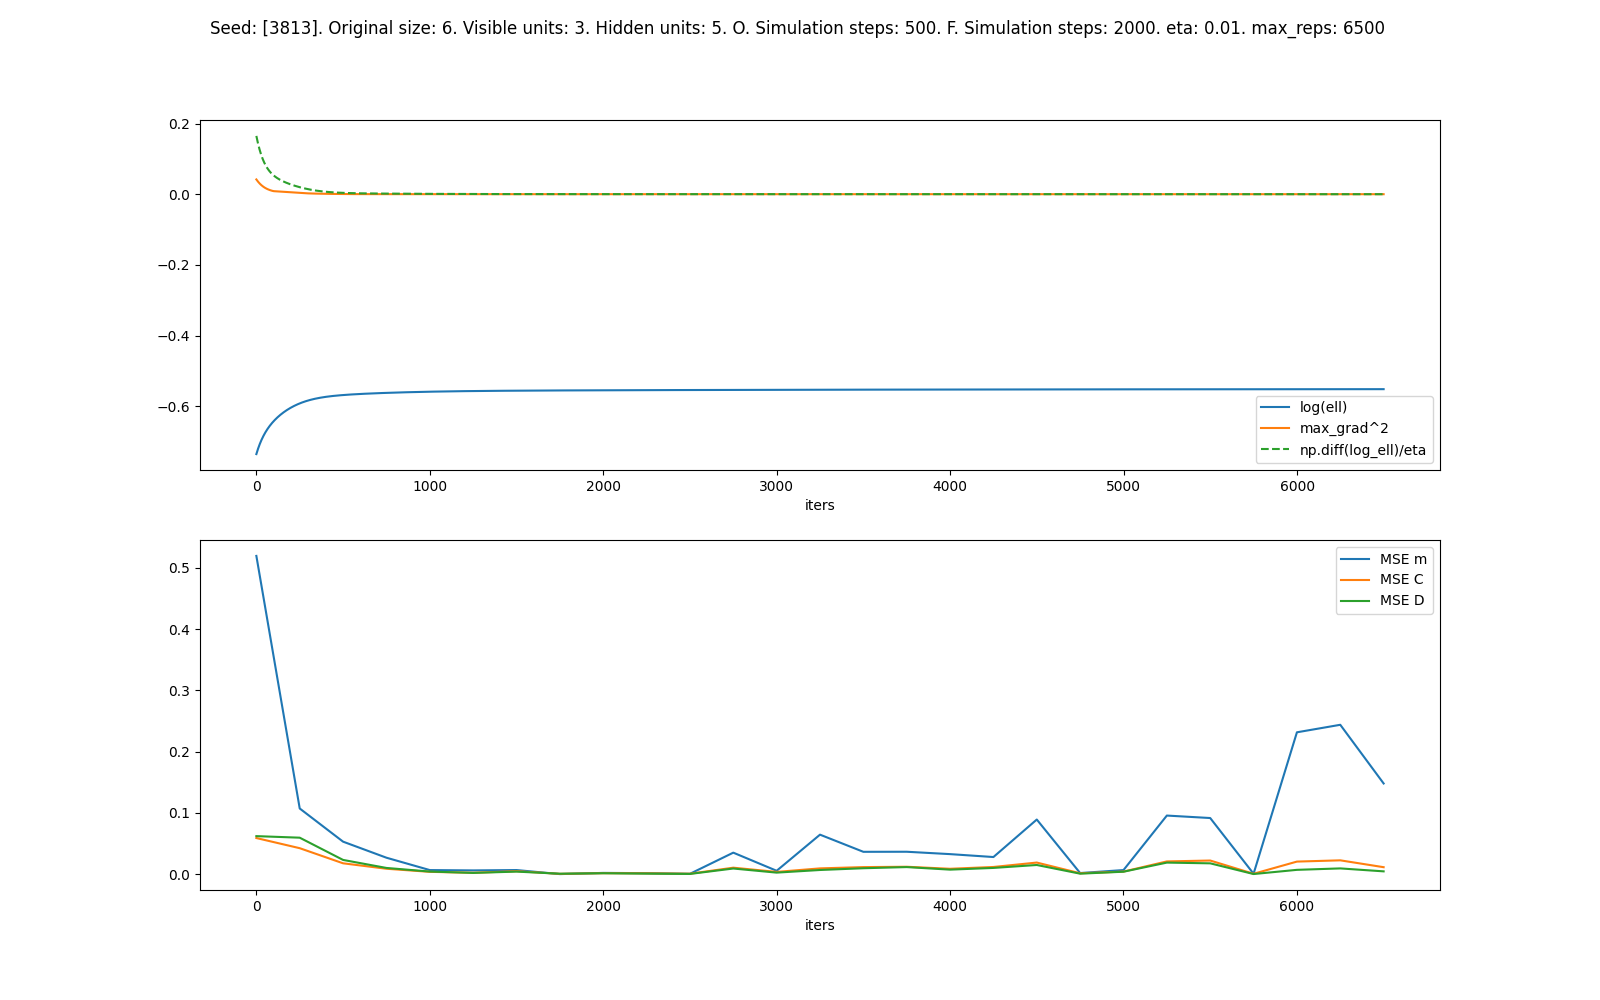 Seed: [3813]. Original size: 6. Visible units: 3. Hidden units: 5. O. Simulation steps: 500. F. Simulation steps: 2000. eta: 0.01. max_reps: 6500
0.2
0.0
−0.2
−0.4
−0.6
log(ell)
max_grad^2
np.diff(log_ell)/eta
0 1000 2000 3000 4000 5000 6000
iters
0.5
0.4
0.3
0.2
0.1
0.0
MSE m
MSE C
MSE D
0 1000 2000 3000 4000 5000 6000
iters